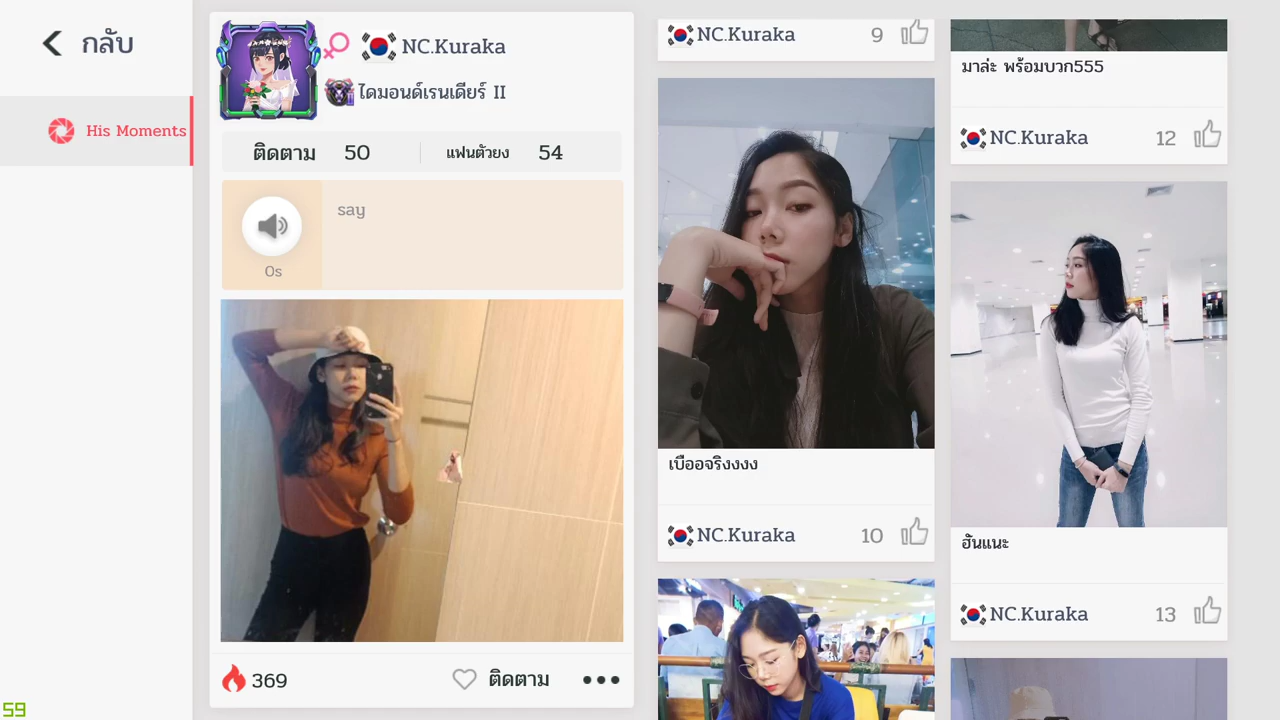 กลับ
His Moments
NC.Kuraka
ไดมอนด์เรนเดียร์ II
ติดตาม 50
แฟนตัวยง 54
say
0s
369
ติดตาม
NC.Kuraka 9
เบื่ออจริงงงง
NC.Kuraka 10
มาล่ะ พร้อมบวก555
NC.Kuraka 12
ฮั่นแนะ
NC.Kuraka 13
59